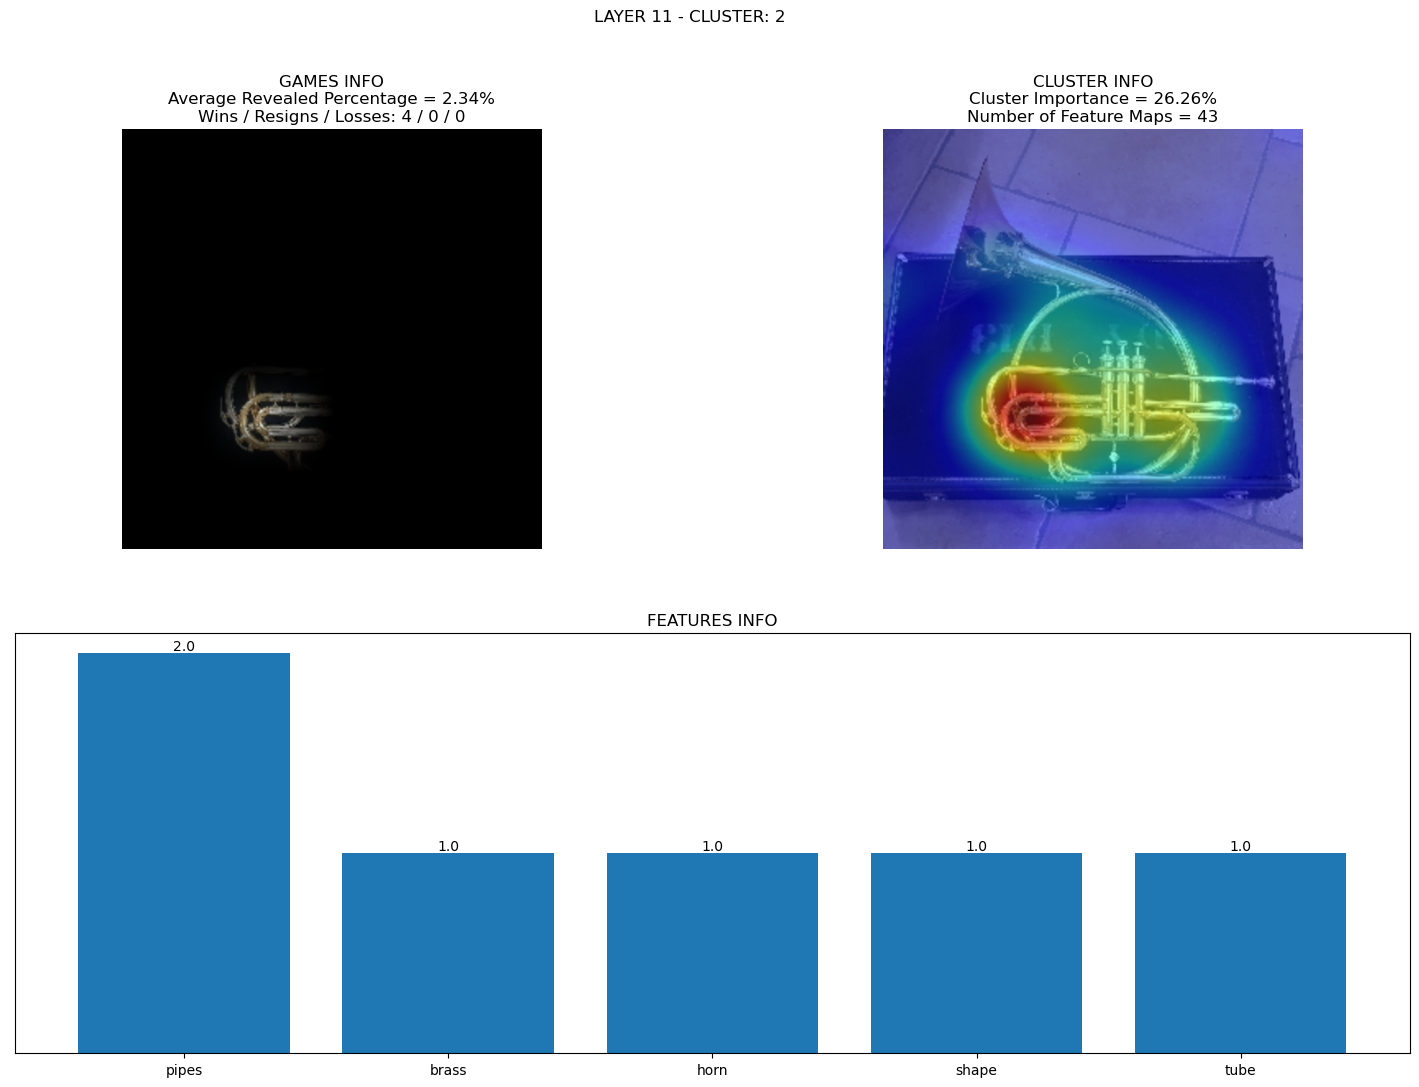 LAYER 11 - CLUSTER: 2
GAMES INFO
Average Revealed Percentage = 2.34%
Wins / Resigns / Losses: 4 / 0 / 0
CLUSTER INFO
Cluster Importance = 26.26%
Number of Feature Maps = 43
FEATURES INFO
2.0
1.0
1.0
1.0
1.0
pipes
brass
horn
shape
tube